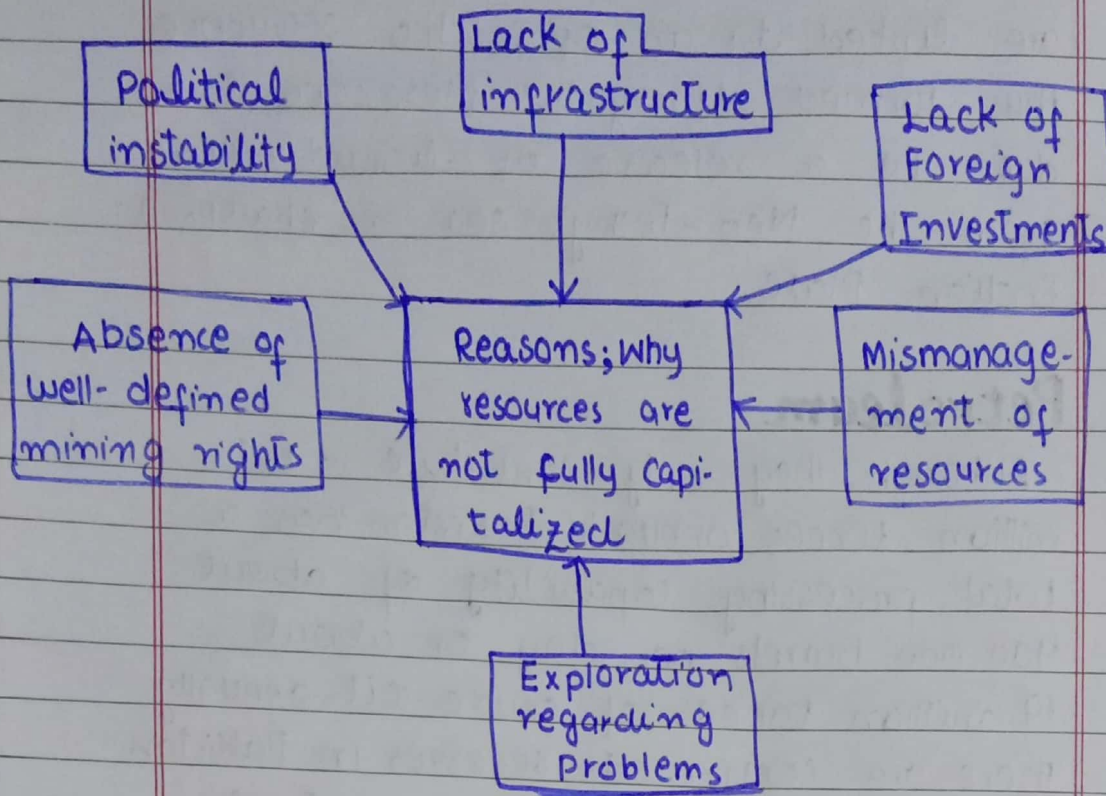 Political
instability
Lack of
infrastructure
Lack of
Foreign
Investments
Absence of
well-defined
mining rights
Reasons; why
resources are
not fully capi-
talized
Mismanage-
ment of
resources
Exploration
regarding
Problems